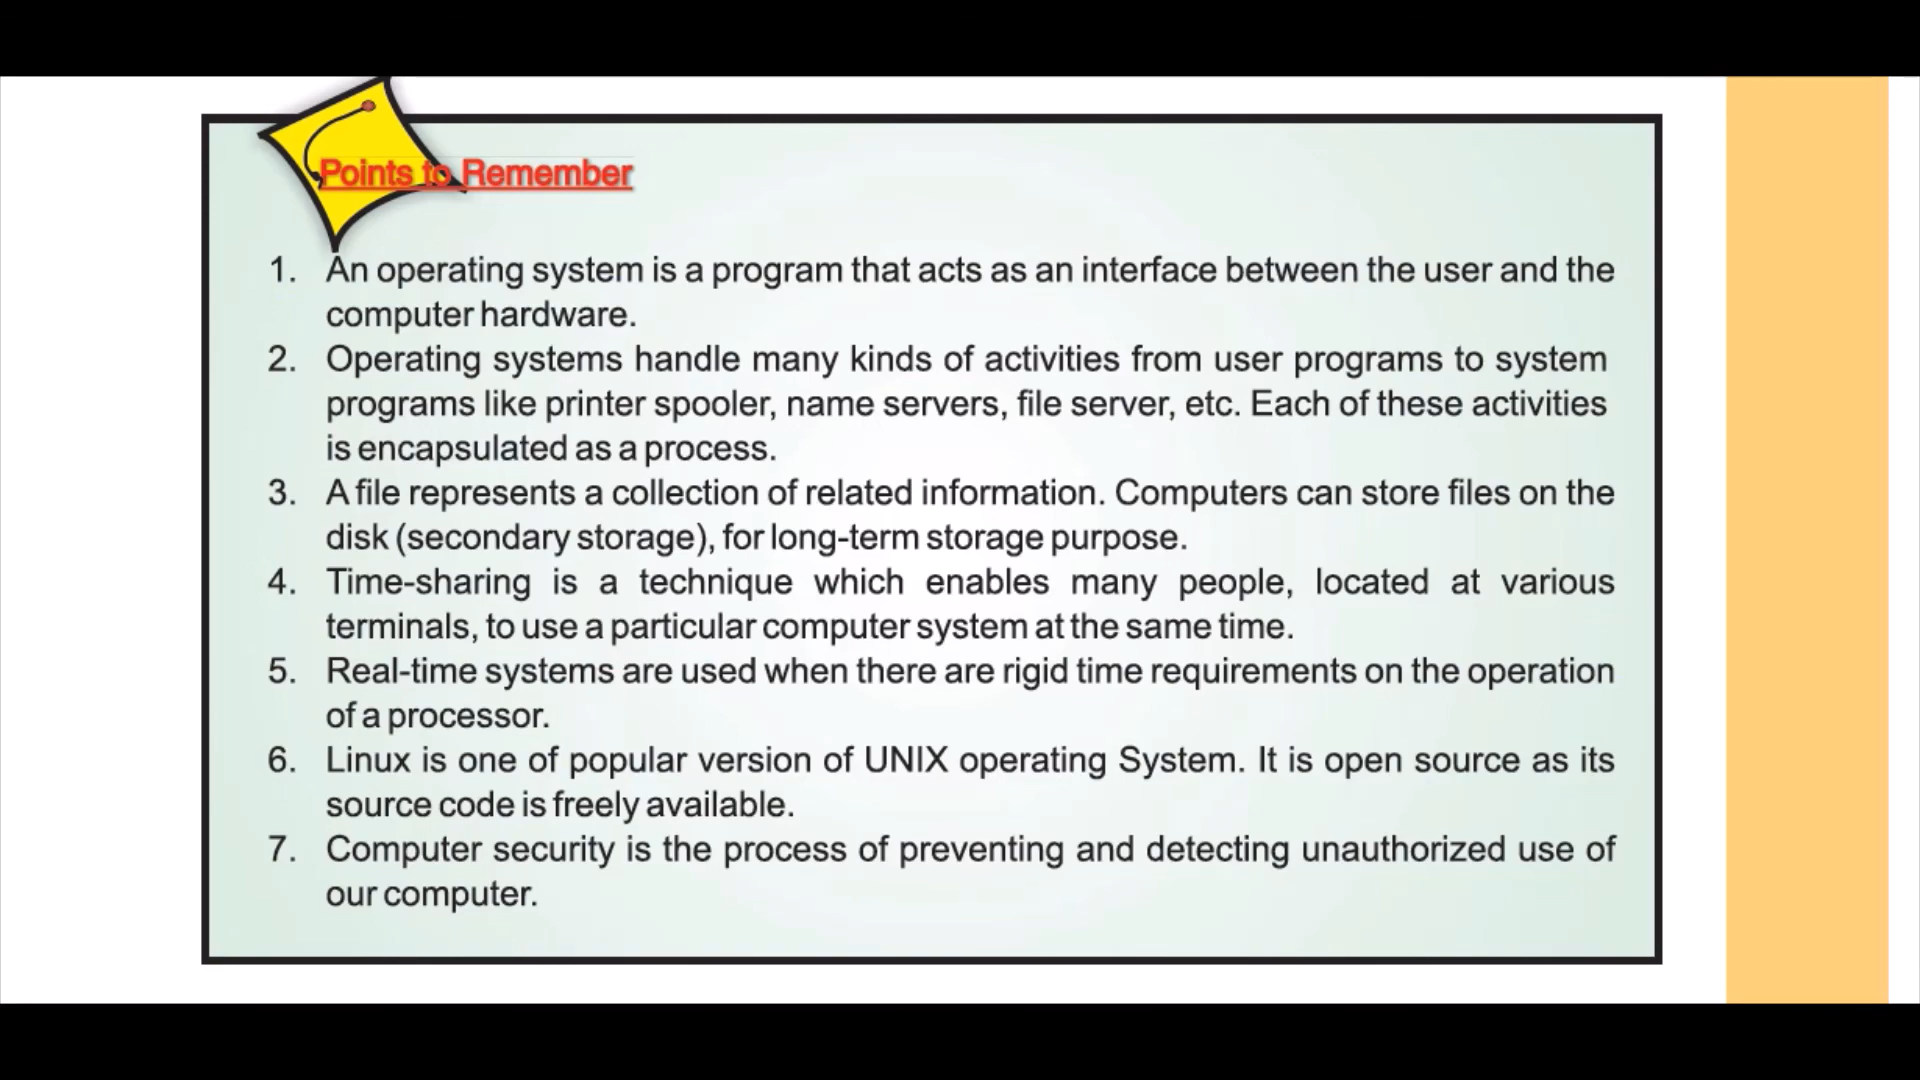 Points to Remember
1. An operating system is a program that acts as an interface between the user and the
computer hardware.
2. Operating systems handle many kinds of activities from user programs to system
programs like printer spooler, name servers, file server, etc. Each of these activities
is encapsulated as a process.
3. A file represents a collection of related information. Computers can store files on the
disk (secondary storage), for long-term storage purpose.
4. Time-sharing is a technique which enables many people, located at various
terminals, to use a particular computer system at the same time.
5. Real-time systems are used when there are rigid time requirements on the operation
of a processor.
6. Linux is one of popular version of UNIX operating System. It is open source as its
source code is freely available.
7. Computer security is the process of preventing and detecting unauthorized use of
our computer.